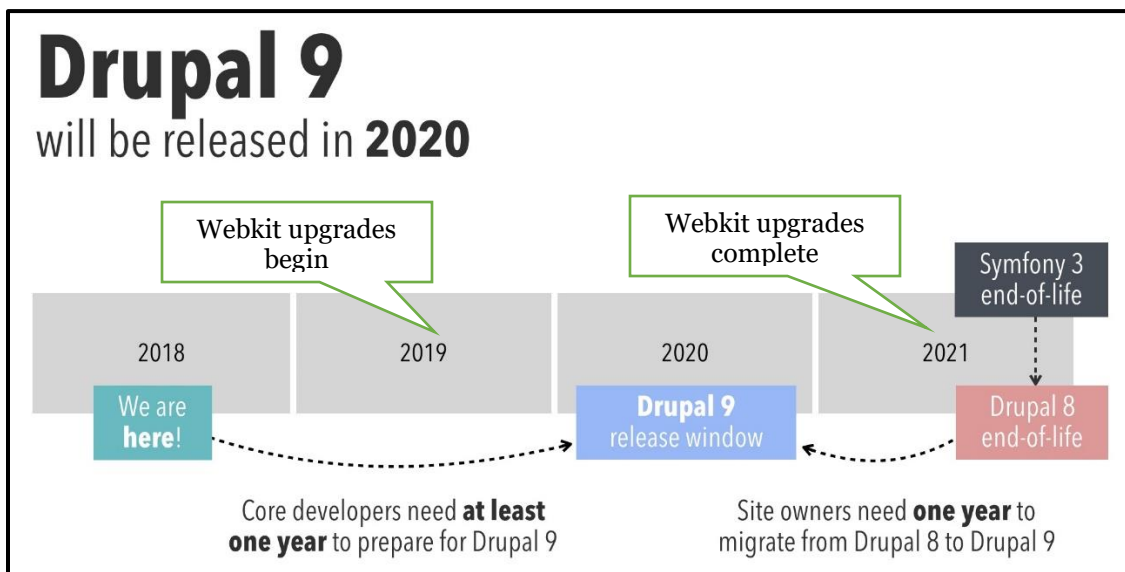 Drupal 9
will be released in 2020
Webkit upgrades
begin
Webkit upgrades
complete
Symfony 3
end-of-life
2018
2019
2020
2021
We are
here!
Drupal 9
release window
Drupal 8
end-of-life
Core developers need at least
one year to prepare for Drupal 9
Site owners need one year to
migrate from Drupal 8 to Drupal 9